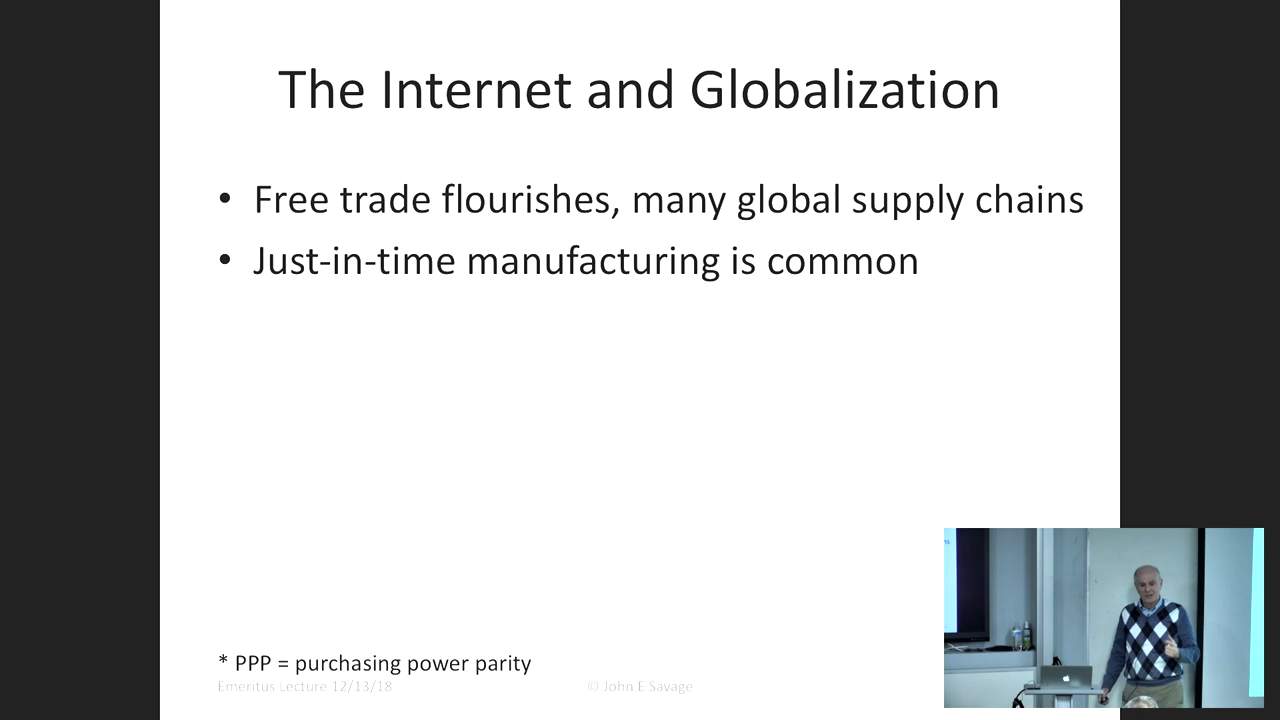 The Internet and Globalization
• Free trade flourishes, many global supply chains
• Just-in-time manufacturing is common
* PPP = purchasing power parity
Emeritus Lecture 12/13/18
© John E Savage